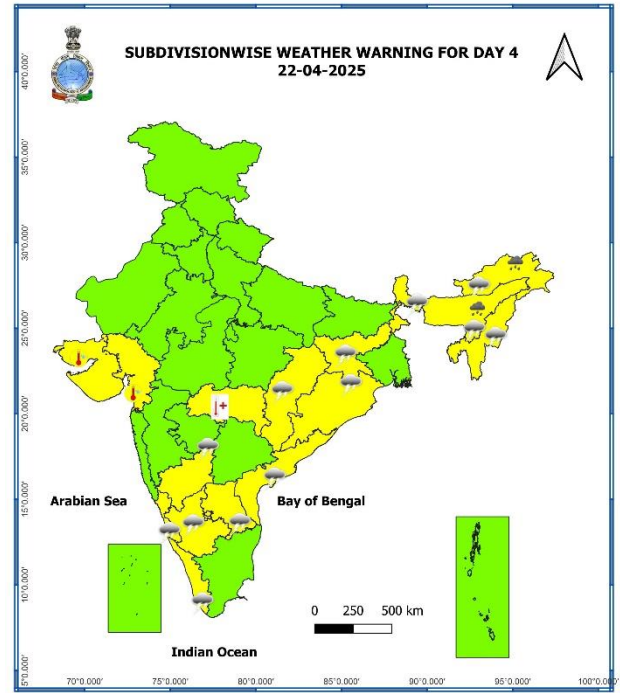 SUBDIVISIONWISE WEATHER WARNING FOR DAY 4
22-04-2025
40°0.000'
35°0.000'
30°0.000'
25°0.000'
20°0.000'
15°0.000'
10°0.000'
5°0.000'
Arabian Sea
Bay of Bengal
0 250 500 km
Indian Ocean
70°0.000' 75°0.000' 80°0.000' 85°0.000' 90°0.000' 95°0.000' 100°0.000'